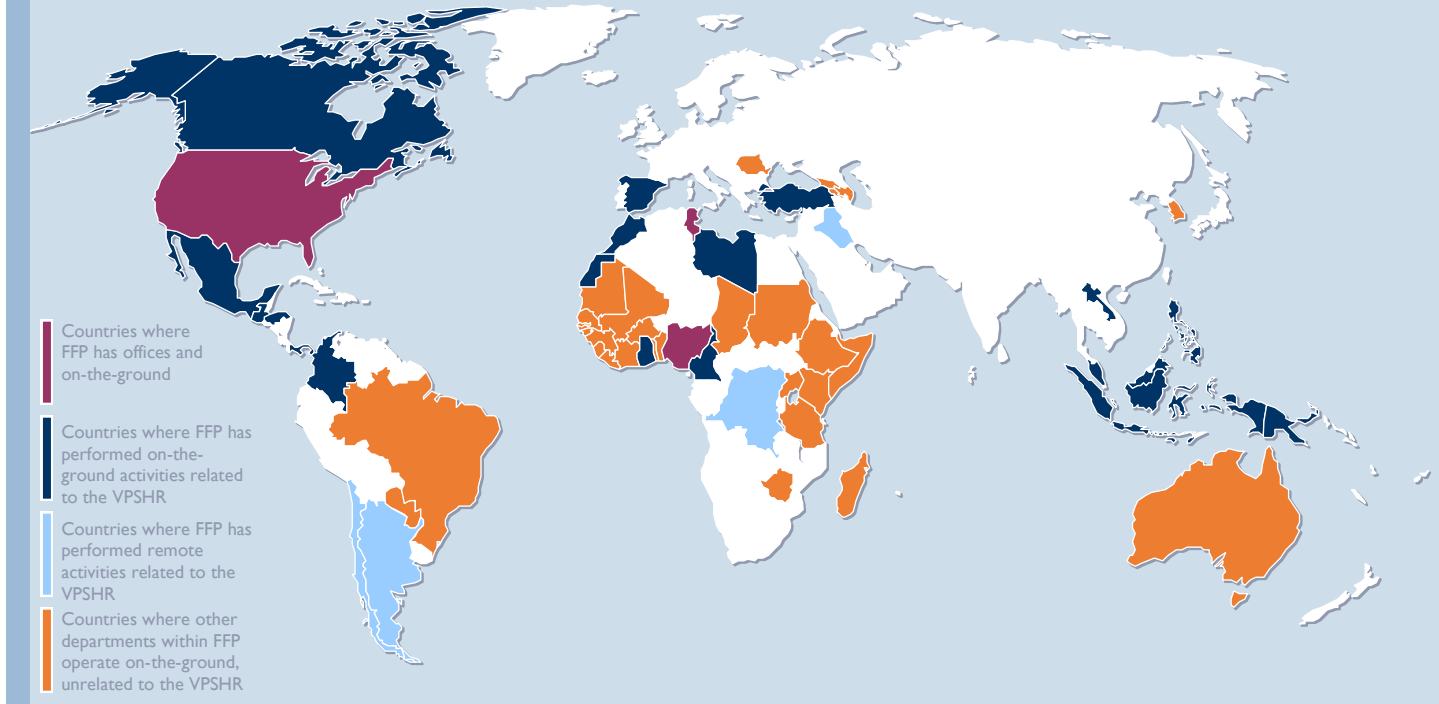 Countries where
FFP has offices and
on-the-ground
Countries where FFP has
performed on-the-
ground activities related
to the VPSHR
Countries where FFP has
performed remote
activities related to the
VPSHR
Countries where other
departments within FFP
operate on-the-ground,
unrelated to the VPSHR